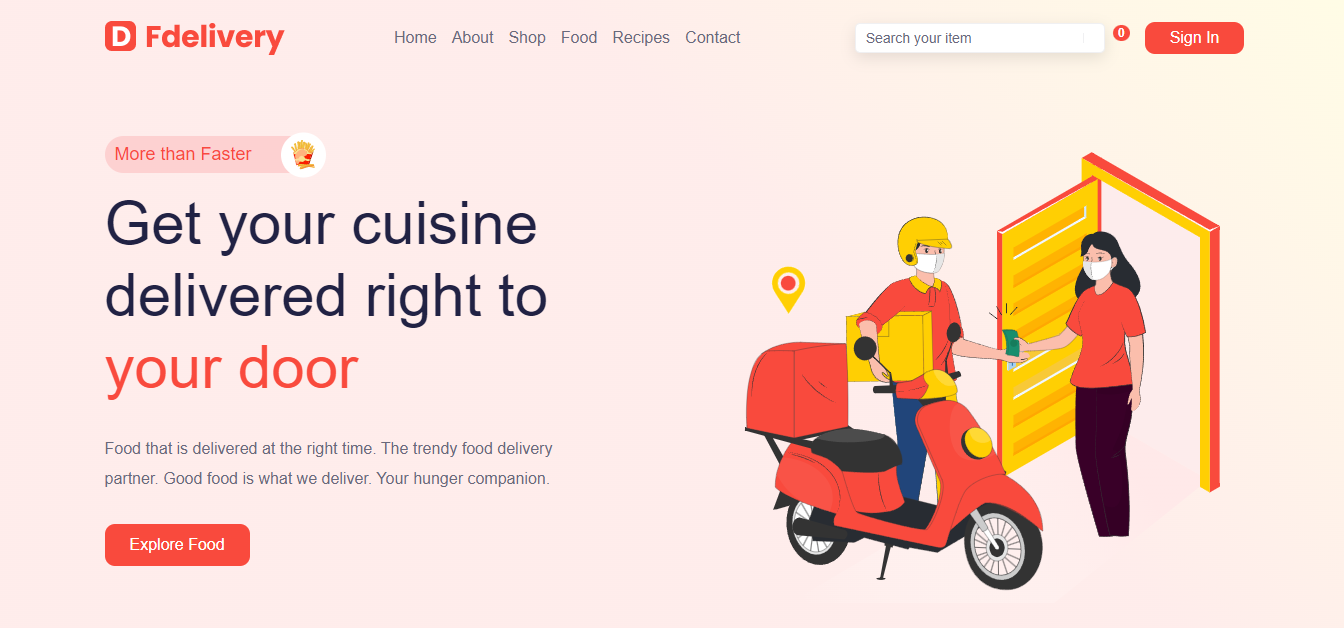 D Fdelivery
Home About Shop Food Recipes Contact
Search your item
0
Sign In
More than Faster
Get your cuisine
delivered right to
your door
Food that is delivered at the right time. The trendy food delivery
partner. Good food is what we deliver. Your hunger companion.
Explore Food